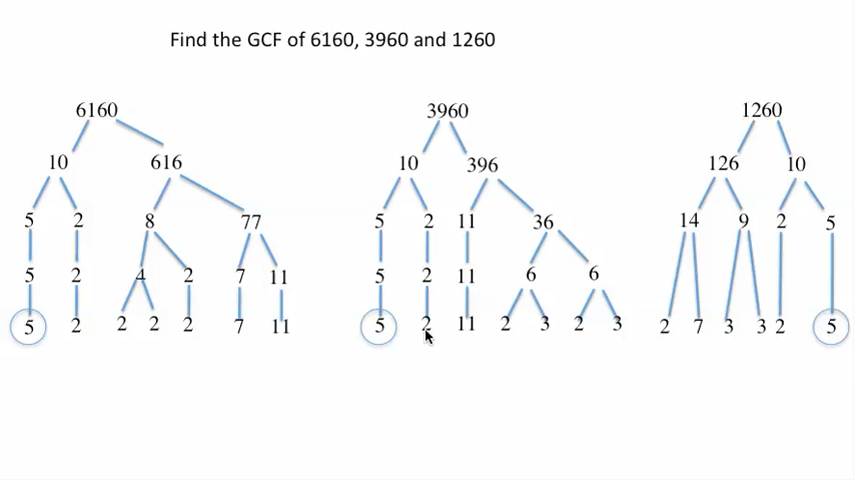 Find the GCF of 6160, 3960 and 1260
6160 3960 1260
10 616 10 396 126 10
5 2 8 77 5 2 11 36 14 9 2 5
5 2 4 2 7 11 5 2 11 6 6
5 2 2 2 2 7 11 5 2 11 2 3 2 3 2 7 3 3 2 5